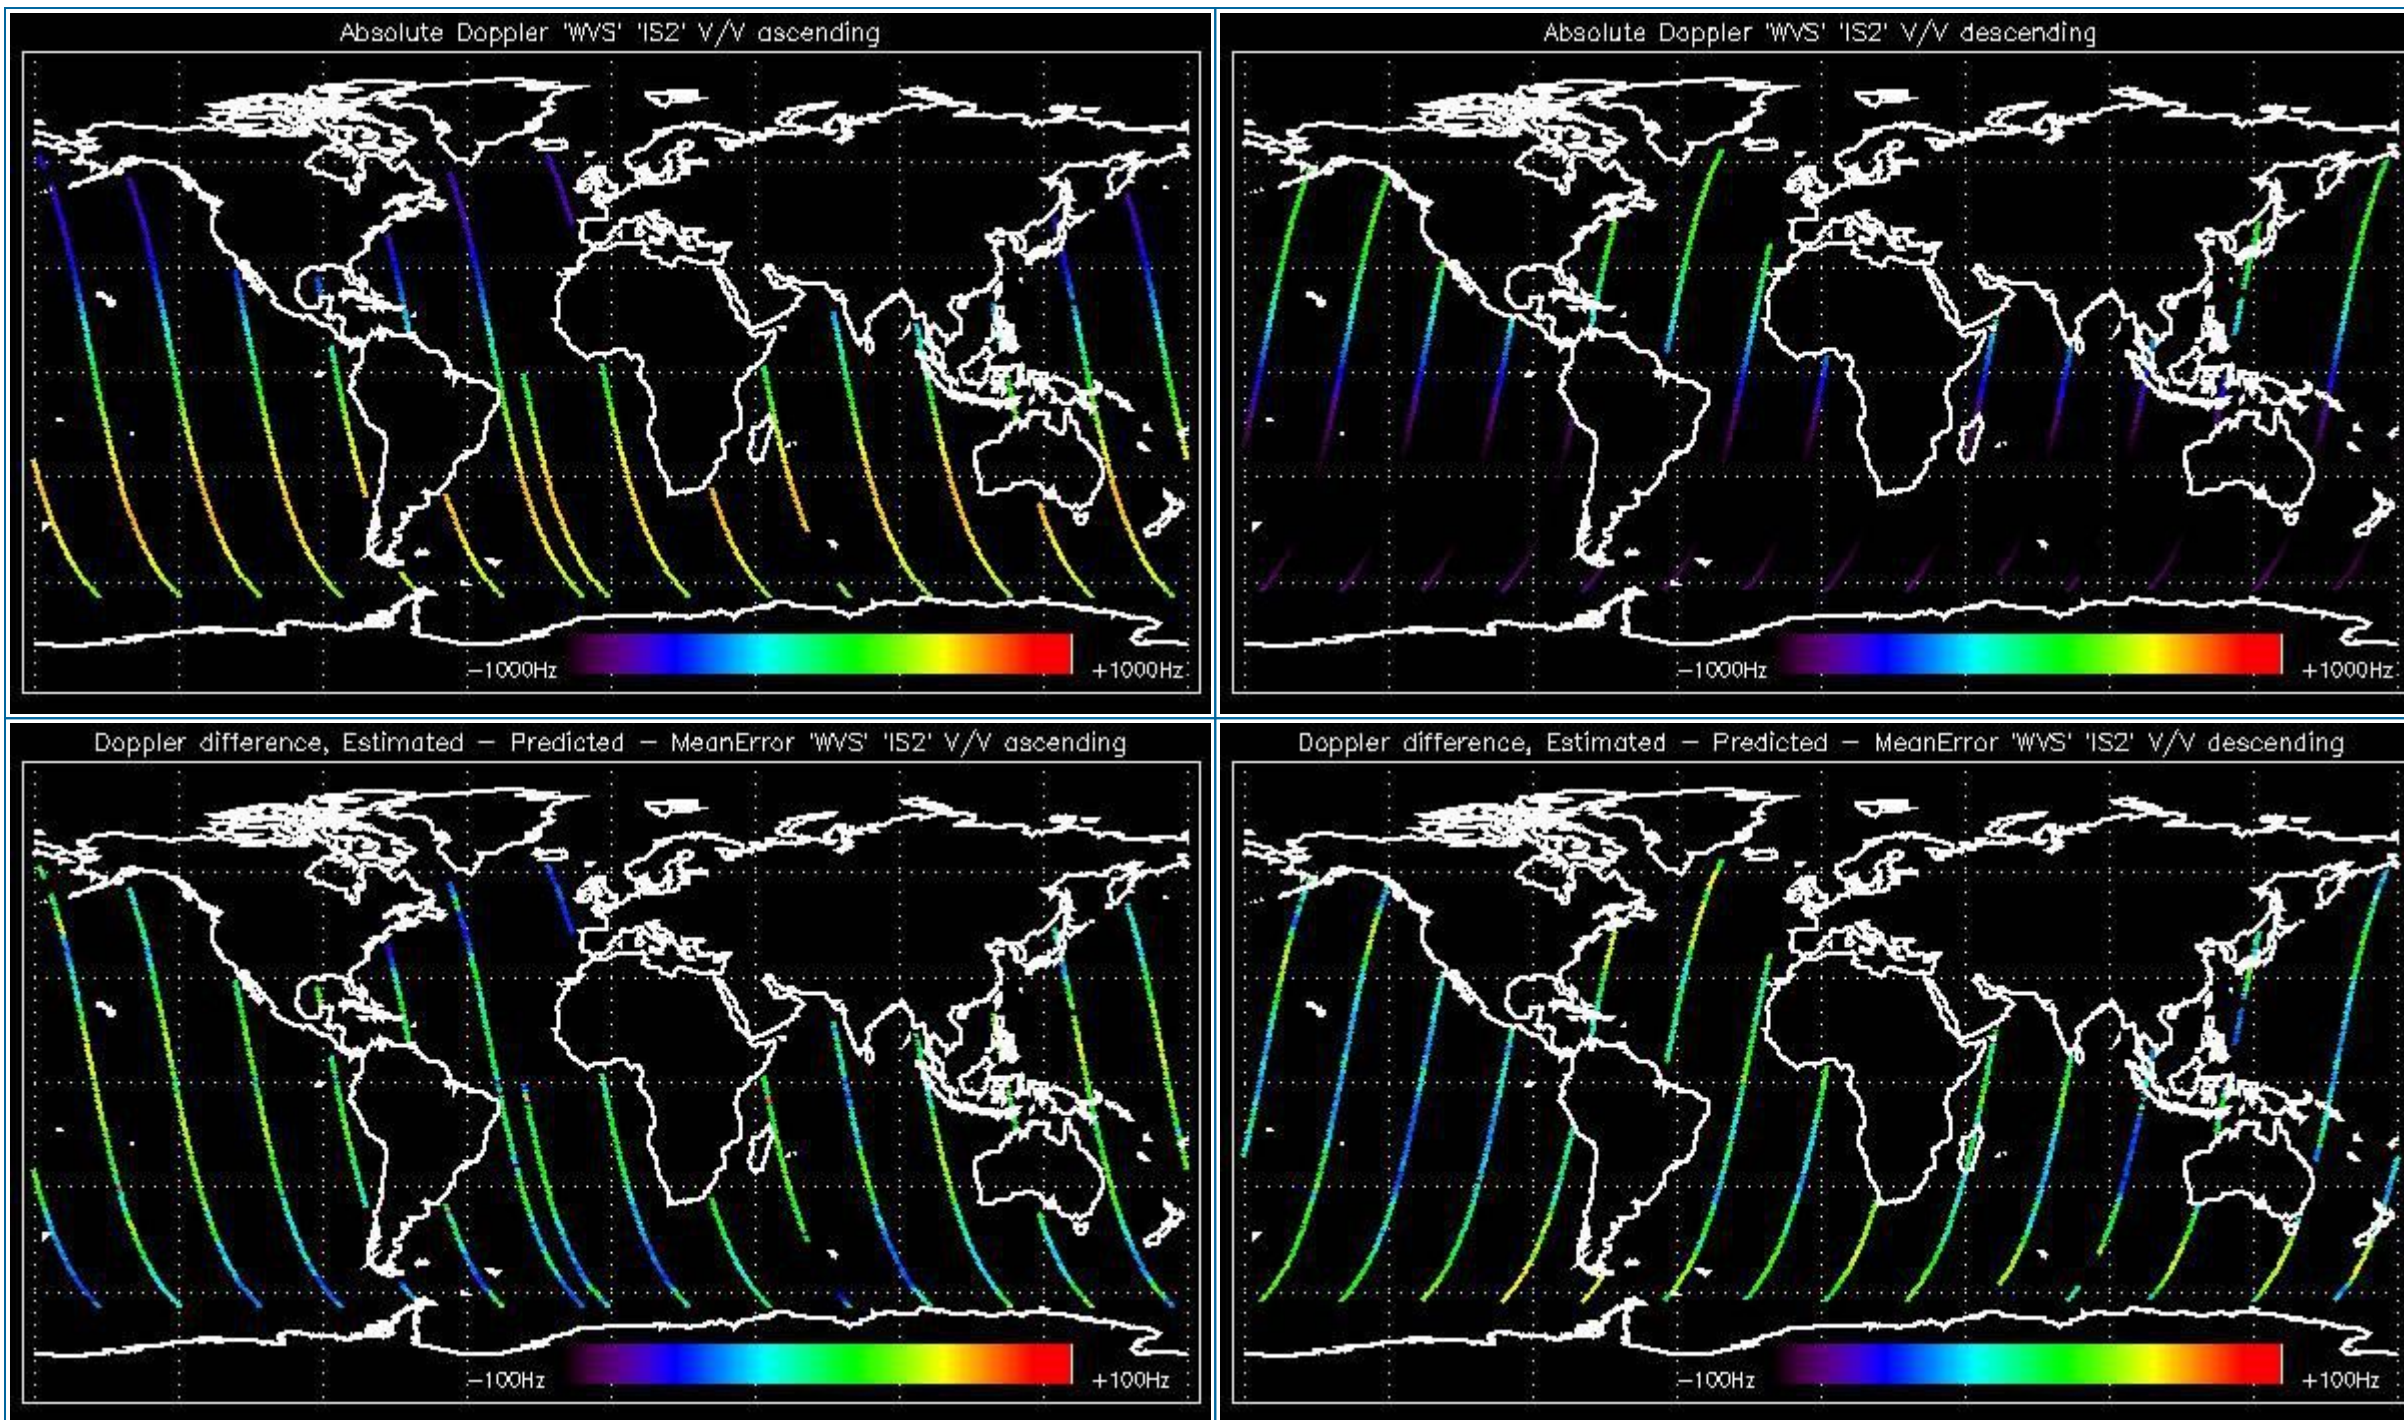 Absolute Doppler 'WVS' 'IS2' V/V ascending
-1000Hz
+1000Hz
Absolute Doppler 'WVS' 'IS2' V/V descending
-1000Hz
+1000Hz
Doppler difference, Estimated - Predicted - MeanError 'WVS' 'IS2' V/V ascending
-100Hz
+100Hz
Doppler difference, Estimated - Predicted - MeanError 'WVS' 'IS2' V/V descending
-100Hz
+100Hz